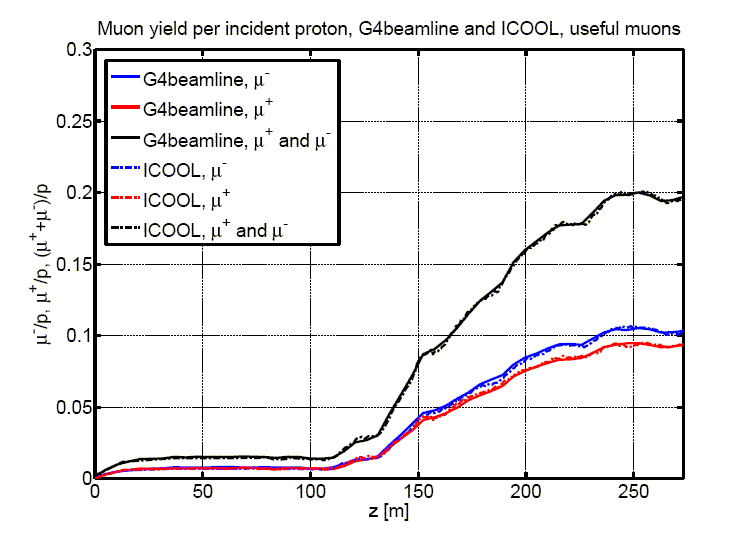 Muon yield per incident proton, G4beamline and ICOOL, useful muons
0.3
0.25
0.2
0.15
0.1
0.05
0
μ⁻/p, μ⁺/p, (μ⁺+μ⁻)/p
G4beamline, μ⁻
G4beamline, μ⁺
G4beamline, μ⁺ and μ⁻
ICOOL, μ⁻
ICOOL, μ⁺
ICOOL, μ⁺ and μ⁻
0 50 100 150 200 250
z [m]